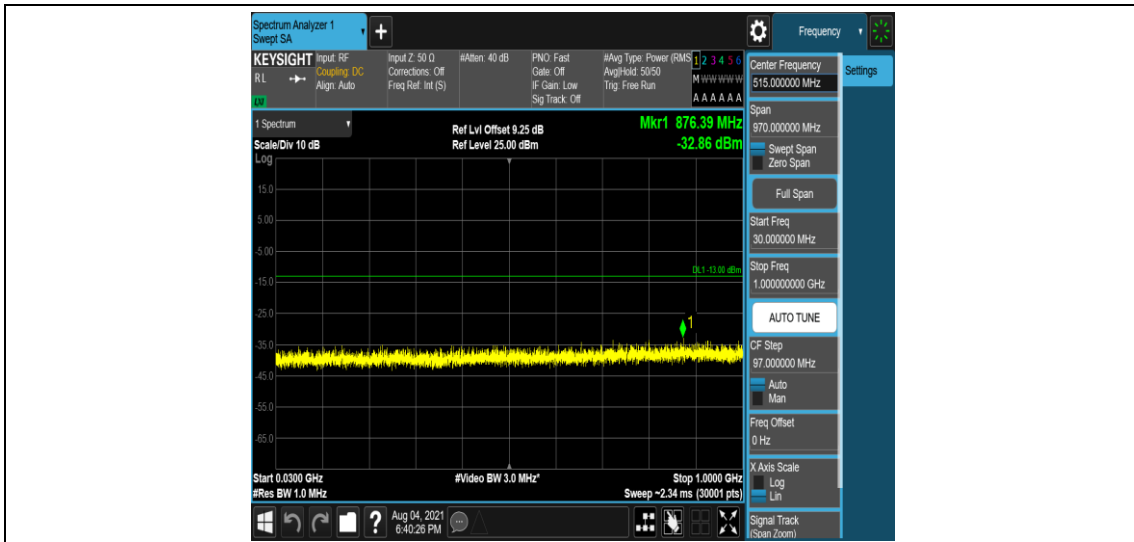 Spectrum Analyzer 1
Swept SA
+
Frequency
KEYSIGHT
RL
LM
Input: RF
Coupling: DC
Align: Auto
Input Z: 50 Ω
Corrections: Off
Freq Ref: Int (S)
#Atten: 40 dB
PNO: Fast
Gate: Off
IF Gain: Low
Sig Track: Off
#Avg Type: Power (RMS
Avg|Hold: 50/50
Trig: Free Run
1 2 3 4 5 6
M W W W W W
A A A A A A
Center Frequency
515.000000 MHz
Settings
Span
970.000000 MHz
Swept Span
Zero Span
Full Span
Start Freq
30.000000 MHz
Stop Freq
1.000000000 GHz
AUTO TUNE
CF Step
97.000000 MHz
Auto
Man
Freq Offset
0 Hz
X Axis Scale
Log
Lin
Signal Track
(Span Zoom)
1 Spectrum
Scale/Div 10 dB
Log
Ref Lvl Offset 9.25 dB
Ref Level 25.00 dBm
Mkr1 876.39 MHz
-32.86 dBm
15.0
5.00
-5.00
DL1 -13.00 dBm
-15.0
-25.0
1
-35.0
-45.0
-55.0
-65.0
Start 0.0300 GHz
#Res BW 1.0 MHz
#Video BW 3.0 MHz*
Stop 1.0000 GHz
Sweep ~2.34 ms (30001 pts)
?
Aug 04, 2021
6:40:26 PM